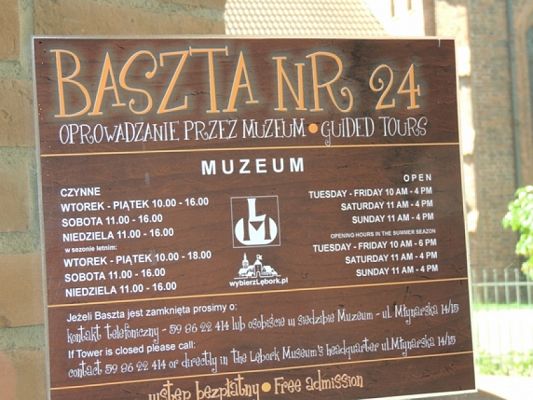 BASZTA NR 24
OPROWADZANIE PRZEZ MUZEUM • GUIDED TOURS
MUZEUM
CZYNNE
WTOREK - PIĄTEK 10.00 - 16.00
SOBOTA 11.00 - 16.00
NIEDZIELA 11.00 - 16.00
w sezonie letnim:
WTOREK - PIĄTEK 10.00 - 18.00
SOBOTA 11.00 - 16.00
NIEDZIELA 11.00 - 16.00
LM
wybierzLębork.pl
OPEN
TUESDAY - FRIDAY 10 AM - 4 PM
SATURDAY 11 AM - 4 PM
SUNDAY 11 AM - 4 PM
OPENING HOURS IN THE SUMMER SEAZON
TUESDAY - FRIDAY 10 AM - 6 PM
SATURDAY 11 AM - 4 PM
SUNDAY 11 AM - 4 PM
Jeżeli Baszta jest zamknięta prosimy o:
kontakt telefoniczny - 59 86 22 414 lub osobiście w siedzibie Muzeum - ul. Młynarska 14/15
If Tower is closed please call:
contact 59 86 22 414 or directly in the Lębork Museum's headquarter ul.Młynarska 14/15
wstęp bezpłatny • Free admission